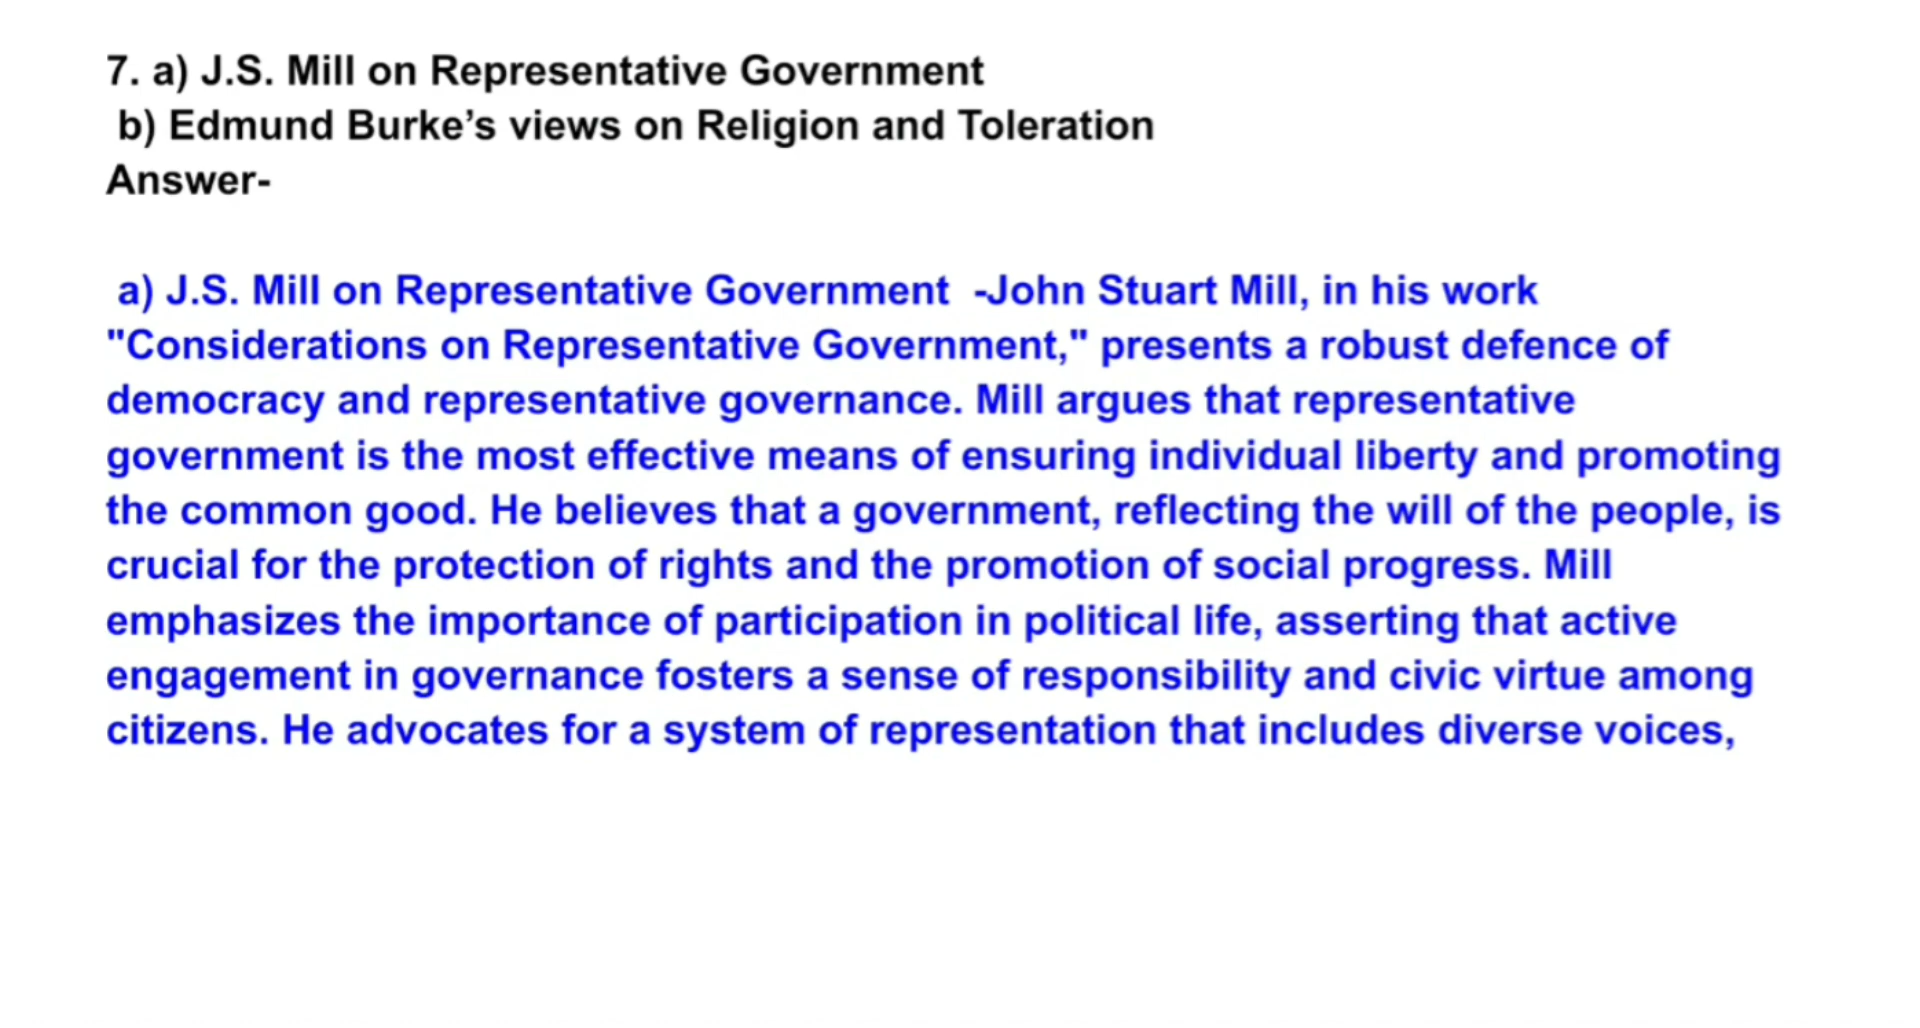 7. a) J.S. Mill on Representative Government
b) Edmund Burke’s views on Religion and Toleration
Answer-
a) J.S. Mill on Representative Government -John Stuart Mill, in his work
"Considerations on Representative Government," presents a robust defence of
democracy and representative governance. Mill argues that representative
government is the most effective means of ensuring individual liberty and promoting
the common good. He believes that a government, reflecting the will of the people, is
crucial for the protection of rights and the promotion of social progress. Mill
emphasizes the importance of participation in political life, asserting that active
engagement in governance fosters a sense of responsibility and civic virtue among
citizens. He advocates for a system of representation that includes diverse voices,